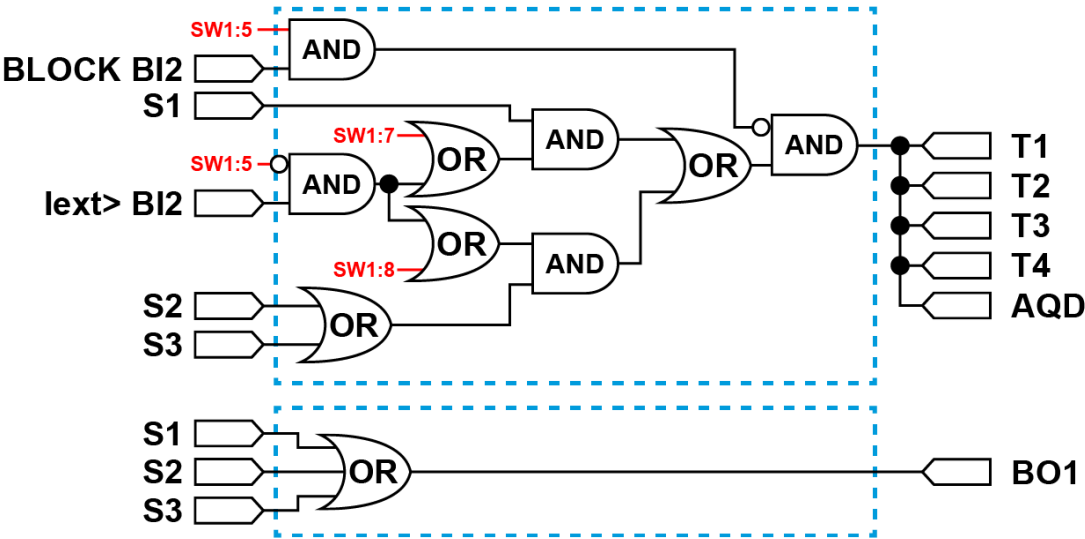 SW1:5
AND
BLOCK BI2
S1
SW1:7
OR
AND
OR
AND
T1
SW1:5
AND
T2
Iext> BI2
T3
OR
SW1:8
AND
T4
S2
OR
AQD
S3
S1
S2
OR
BO1
S3